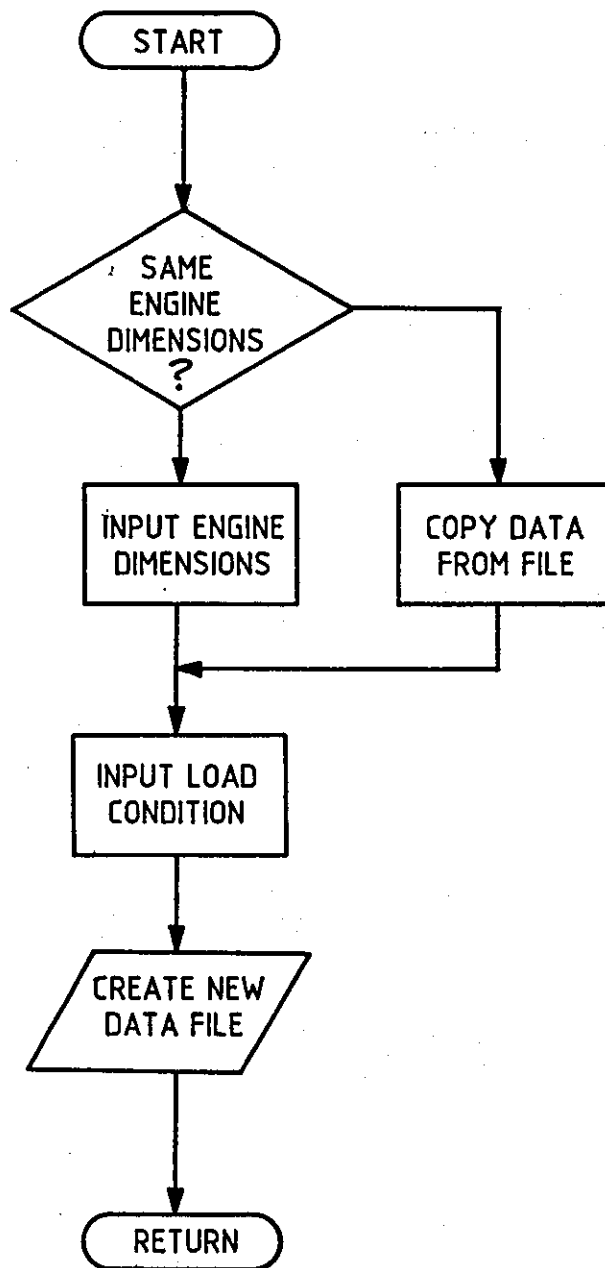 START
SAME
ENGINE
DIMENSIONS
?
INPUT ENGINE
DIMENSIONS
COPY DATA
FROM FILE
INPUT LOAD
CONDITION
CREATE NEW
DATA FILE
RETURN